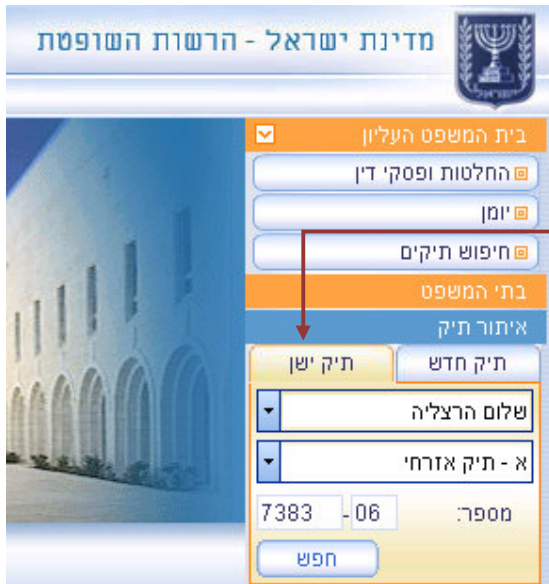 מדינת ישראל - הרשות השופטת
בית המשפט העליון
החלטות ופסקי דין
יומן
חיפוש תיקים
בתי המשפט
איתור תיק
תיק חדש תיק ישן
שלום הרצליה
א - תיק אזרחי
מספר: 7383 - 06
חפש